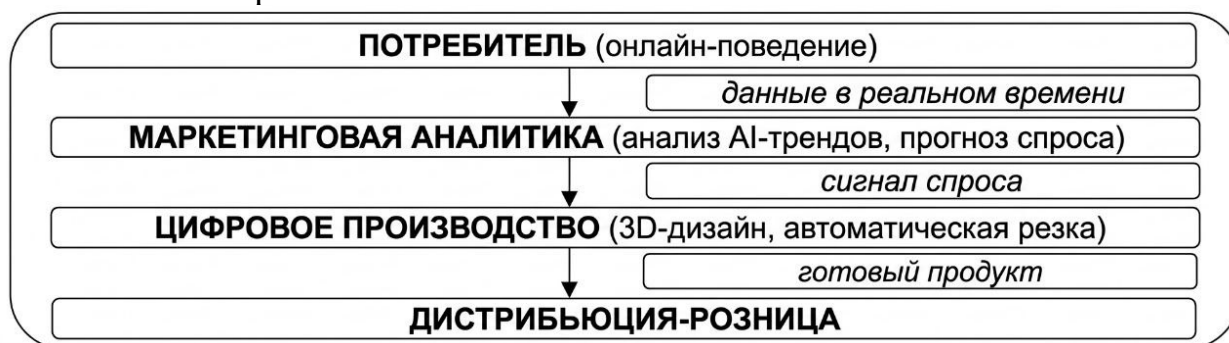 ПОТРЕБИТЕЛЬ (онлайн-поведение)
данные в реальном времени
МАРКЕТИНГОВАЯ АНАЛИТИКА (анализ AI-трендов, прогноз спроса)
сигнал спроса
ЦИФРОВОЕ ПРОИЗВОДСТВО (3D-дизайн, автоматическая резка)
готовый продукт
ДИСТРИБЬЮЦИЯ-РОЗНИЦА